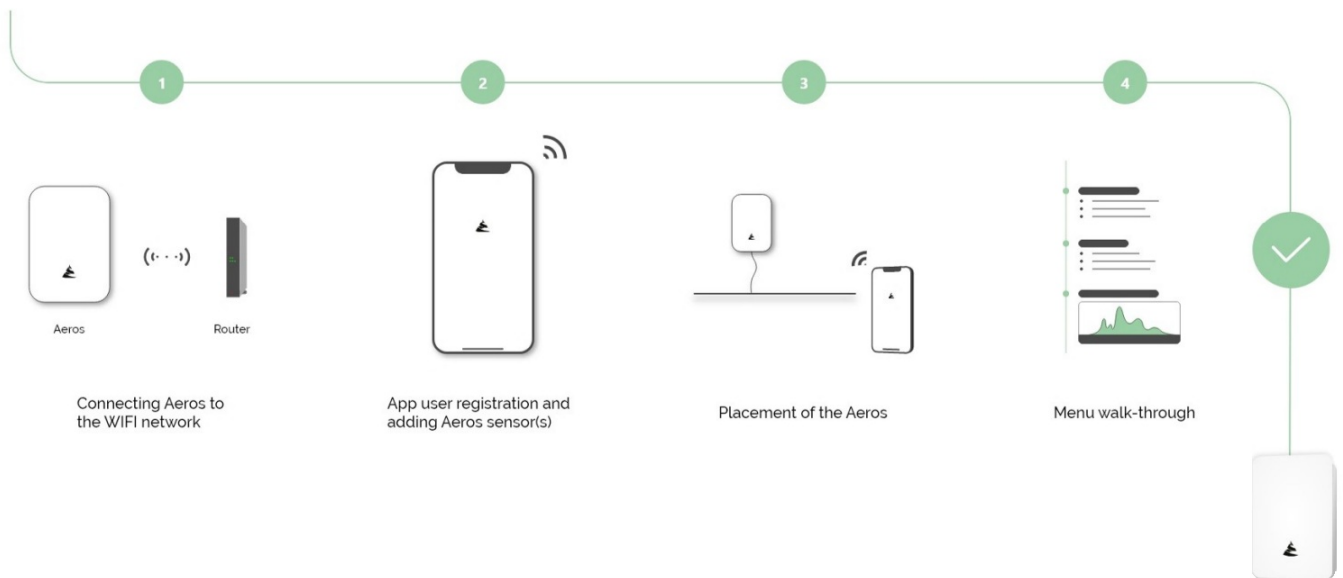 1
2
3
4
Aeros
Router
Connecting Aeros to
the WIFI network
App user registration and
adding Aeros sensor(s)
Placement of the Aeros
Menu walk-through